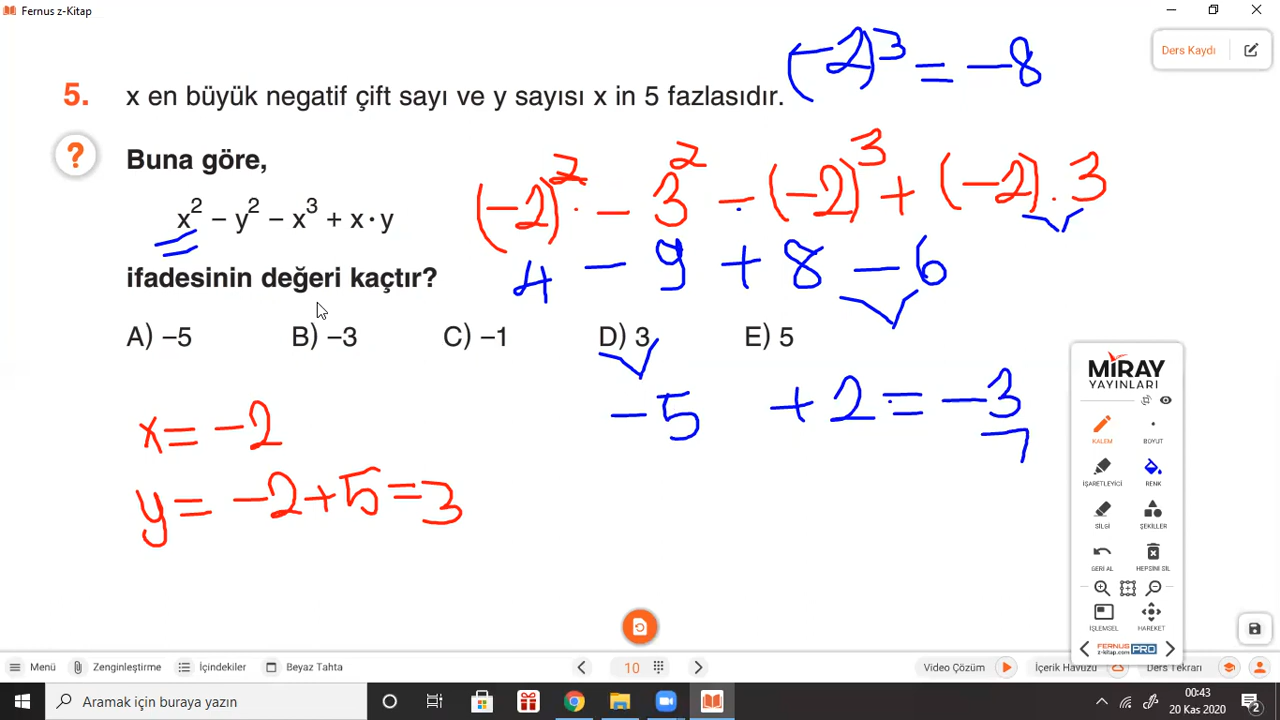 Fernus z-Kitap
(-2)³ = -8
Ders Kaydı
5. x en büyük negatif çift sayı ve y sayısı x in 5 fazlasıdır.
? Buna göre,
(-2)² - 3² - (-2)³ + (-2) . 3
x² – y² – x³ + x · y
4 - 9 + 8 - 6
ifadesinin değeri kaçtır?
A) –5 B) –3 C) –1 D) 3 E) 5
-5 + 2 = -3
x = -2
y = -2+5=3
MiRAY
YAYINLARI
KALEM BOYUT
İŞARETLEYİCİ RENK
SİLGİ ŞEKİLLER
GERİ AL HEPSİNİ SİL
İŞLEMSEL HAREKET
FERNUS
z-kitap PRO
Menü Zenginleştirme İçindekiler Beyaz Tahta 10 Video Çözüm İçerik Havuzu Ders Tekrarı
Aramak için buraya yazın
00:43
20 Kas 2020
2